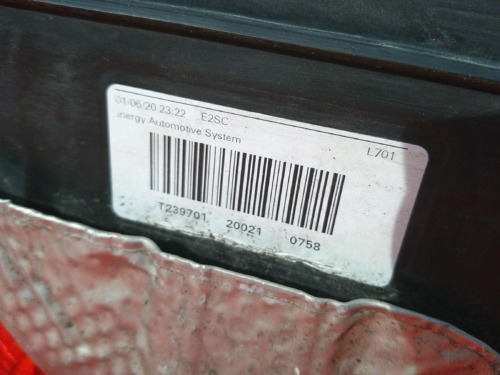 01/06/20 23:22 E2SC L701
inergy Automotive System
T239701 20021 0758